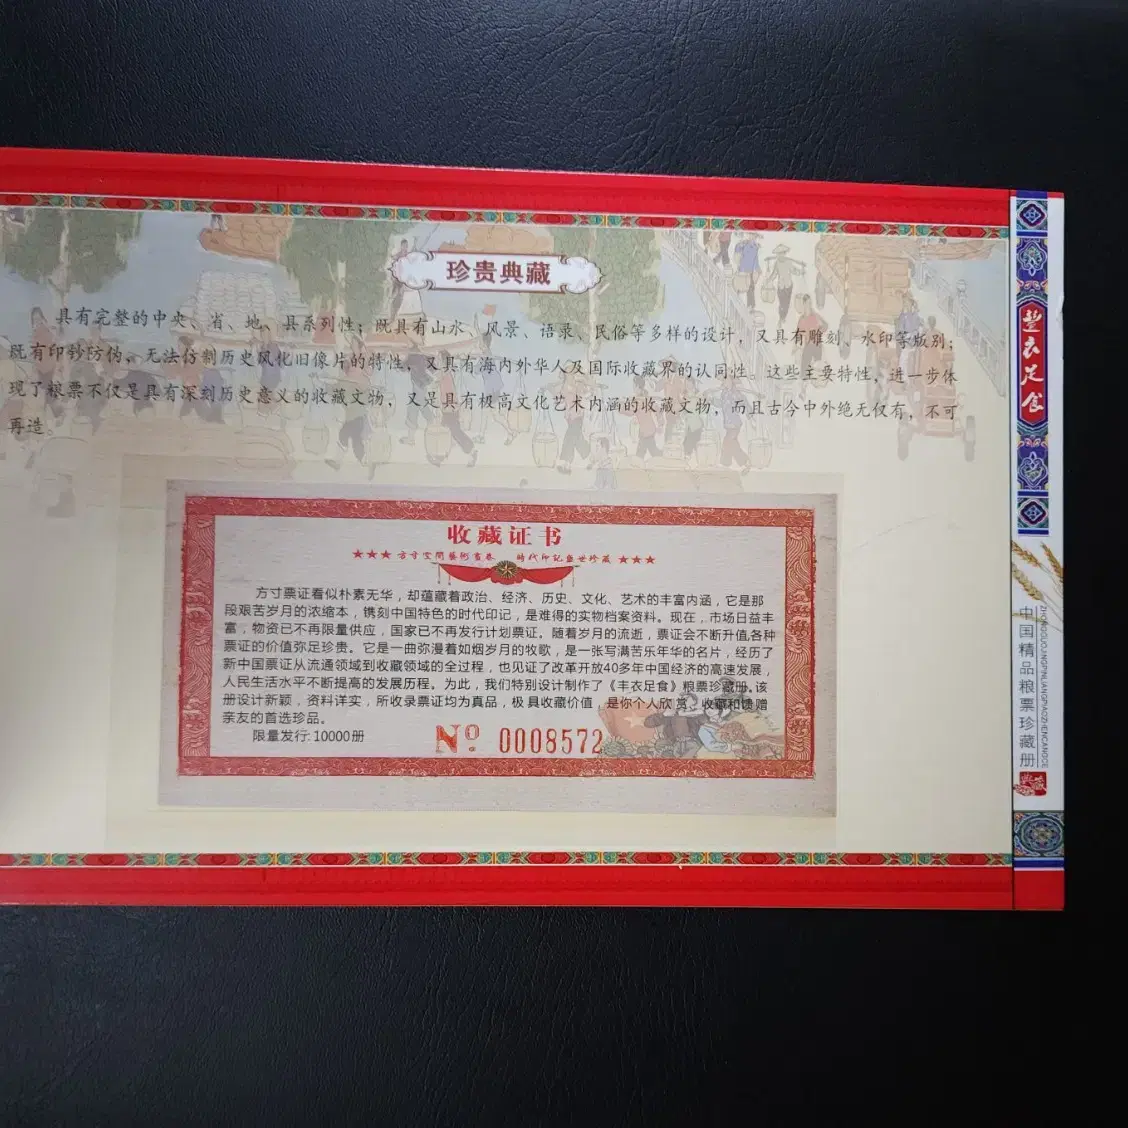 珍贵典藏
具有完整的中央、省、地、县系列性；既具有山水、风景、语录、民俗等多样的设计，又具有雕刻、水印等版别；
既有印钞防伪、无法仿制历史风化旧像片的特性，又具有海内外华人及国际收藏界的认同性。这些主要特性，进一步体
现了粮票不仅是具有深刻历史意义的收藏文物，又是具有极高文化艺术内涵的收藏文物，而且古今中外绝无仅有，不可
再造。
收藏证书
★★★ 方寸空間藝術畫卷 時代印記盛世珍藏 ★★★
方寸票证看似朴素无华，却蕴藏着政治、经济、历史、文化、艺术的丰富内涵，它是那
段艰苦岁月的浓缩本，镌刻中国特色的时代印记，是难得的实物档案资料。现在，市场日益丰
富，物资已不再限量供应，国家已不再发行计划票证。随着岁月的流逝，票证会不断升值,各种
票证的价值弥足珍贵。它是一曲弥漫着如烟岁月的牧歌，是一张写满苦乐年华的名片，经历了
新中国票证从流通领域到收藏领域的全过程，也见证了改革开放40多年中国经济的高速发展，
人民生活水平不断提高的发展历程。为此，我们特别设计制作了《丰衣足食》粮票珍藏册。该
册设计新颖，资料详实，所收录票证均为真品，极具收藏价值，是你个人欣赏、收藏和馈赠
亲友的首选珍品。
限量发行: 10000册
Nº 0008572
豐衣足食
中国精品粮票珍藏册
ZHONGGUOJINGPINLIANGPIAOZHENCANGCE